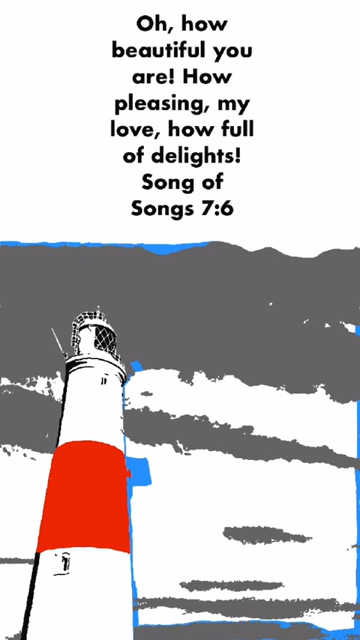 Oh, how
beautiful you
are! How
pleasing, my
love, how full
of delights!
Song of
Songs 7:6